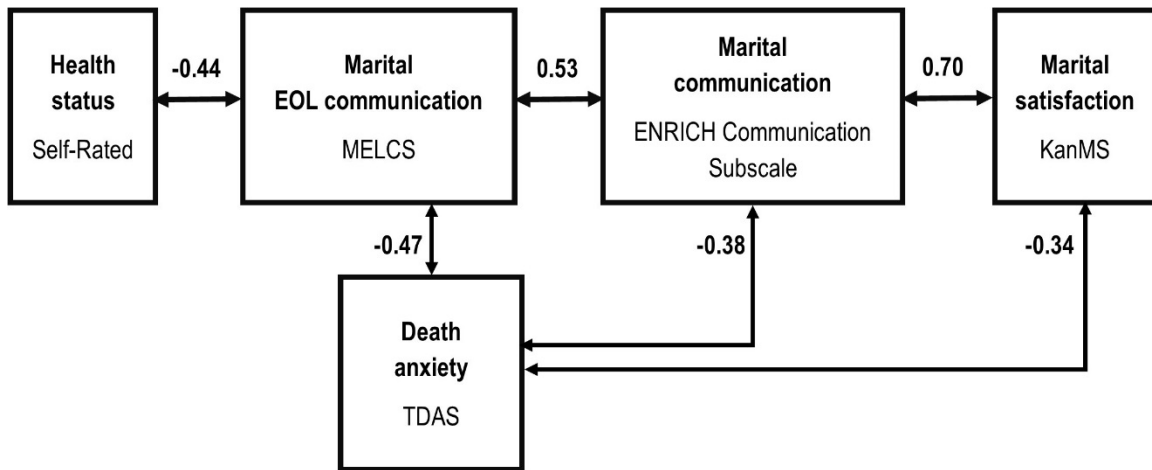 Health
status
Self-Rated
-0.44
Marital
EOL communication
MELCS
0.53
Marital
communication
ENRICH Communication
Subscale
0.70
Marital
satisfaction
KanMS
-0.47
-0.38
-0.34
Death
anxiety
TDAS